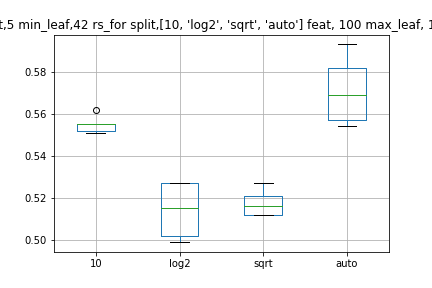 t,5 min_leaf,42 rs_for split,[10, 'log2', 'sqrt', 'auto'] feat, 100 max_leaf, 1
0.58
0.56
0.54
0.52
0.50
10 log2 sqrt auto